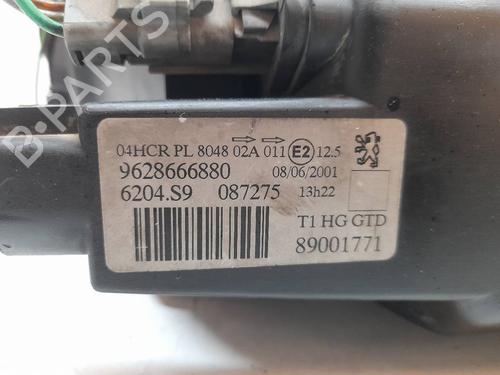 B-PARTS
04HCR PL 8048 02A 011 E2 12.5
9628666880 08/06/2001
6204.S9 087275 13h22
T1 HG GTD
89001771